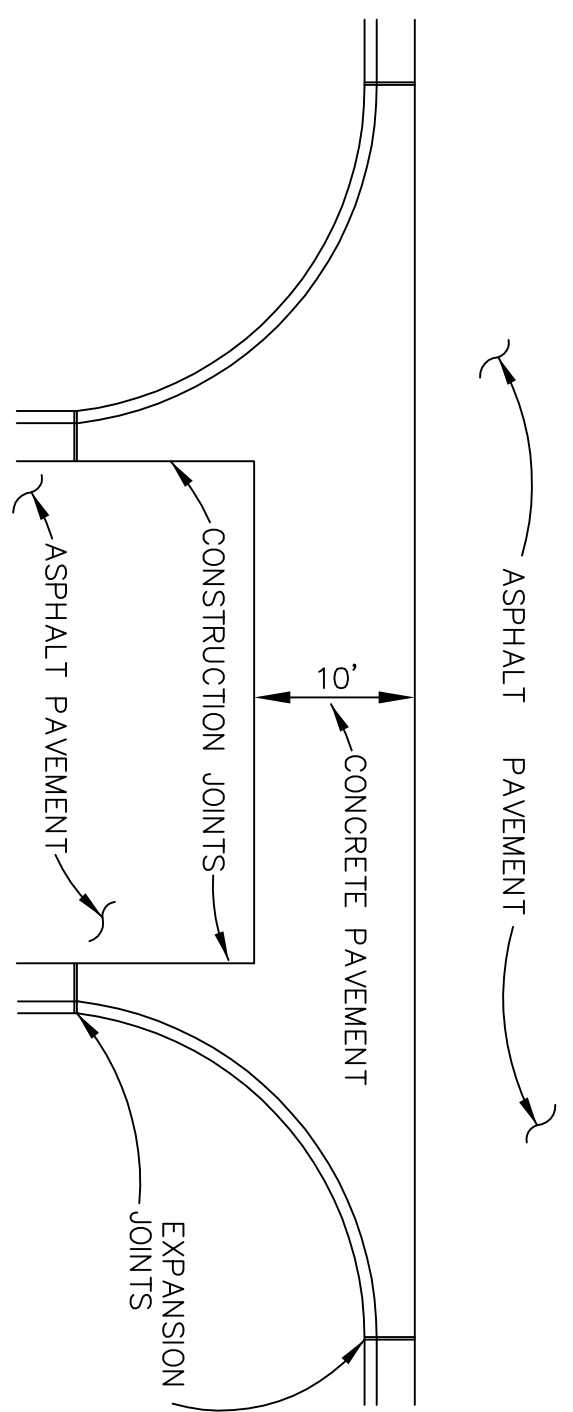 ASPHALT PAVEMENT
10'
CONCRETE PAVEMENT
CONSTRUCTION JOINTS
ASPHALT PAVEMENT
EXPANSION
JOINTS